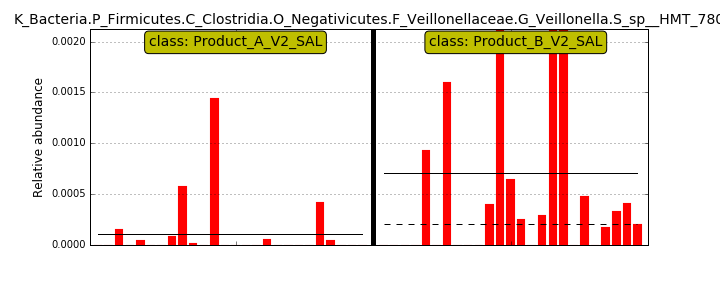 K_Bacteria.P_Firmicutes.C_Clostridia.O_Negativicutes.F_Veillonellaceae.G_Veillonella.S_sp__HMT_780
class: Product_A_V2_SAL
class: Product_B_V2_SAL
Relative abundance
0.0020
0.0015
0.0010
0.0005
0.0000